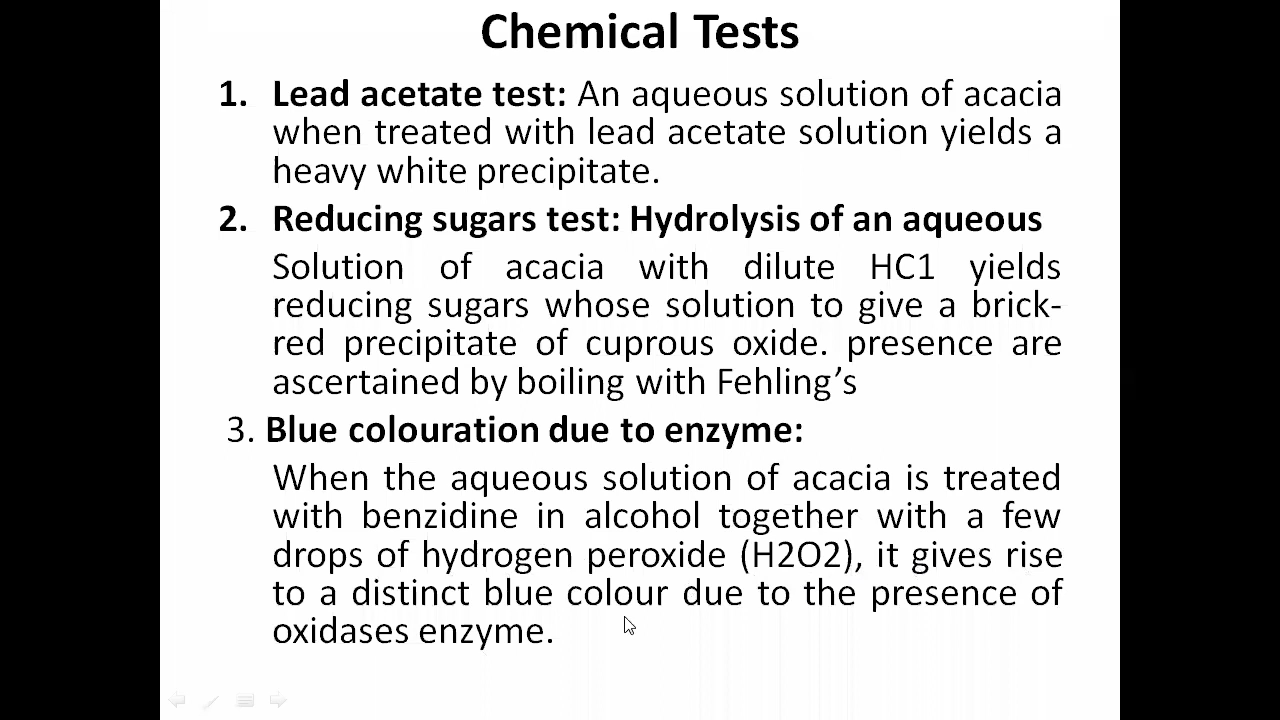 Chemical Tests
1. Lead acetate test: An aqueous solution of acacia
when treated with lead acetate solution yields a
heavy white precipitate.
2. Reducing sugars test: Hydrolysis of an aqueous
Solution of acacia with dilute HC1 yields
reducing sugars whose solution to give a brick-
red precipitate of cuprous oxide. presence are
ascertained by boiling with Fehling’s
3. Blue colouration due to enzyme:
When the aqueous solution of acacia is treated
with benzidine in alcohol together with a few
drops of hydrogen peroxide (H2O2), it gives rise
to a distinct blue colour due to the presence of
oxidases enzyme.